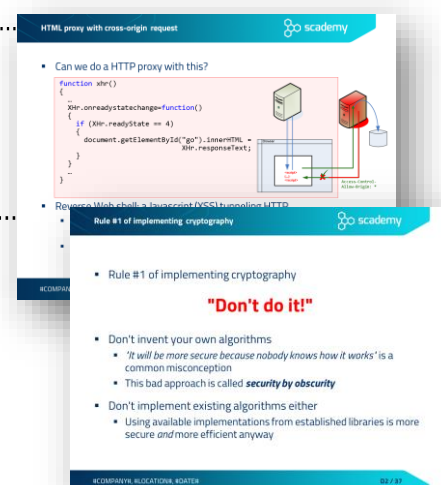 HTML proxy with cross-origin request
scademy
▪ Can we do a HTTP proxy with this?
function xhr()
{
…
XHr.onreadystatechange=function()
{
if (XHr.readyState == 4)
{
document.getElementById("go").innerHTML =
XHr.responseText;
}
}
…
}
Access-Control-
Allow-Origin: *
▪ Reverse Web shell: a Javascript (XSS) tunneling HTTP
#COMPAN
Rule #1 of implementing cryptography
scademy
▪ Rule #1 of implementing cryptography
"Don't do it!"
▪ Don't invent your own algorithms
▪ 'It will be more secure because nobody knows how it works' is a
common misconception
▪ This bad approach is called security by obscurity
▪ Don't implement existing algorithms either
▪ Using available implementations from established libraries is more
secure and more efficient anyway
#COMPANY#, #LOCATION#, #DATE#
02 / 37